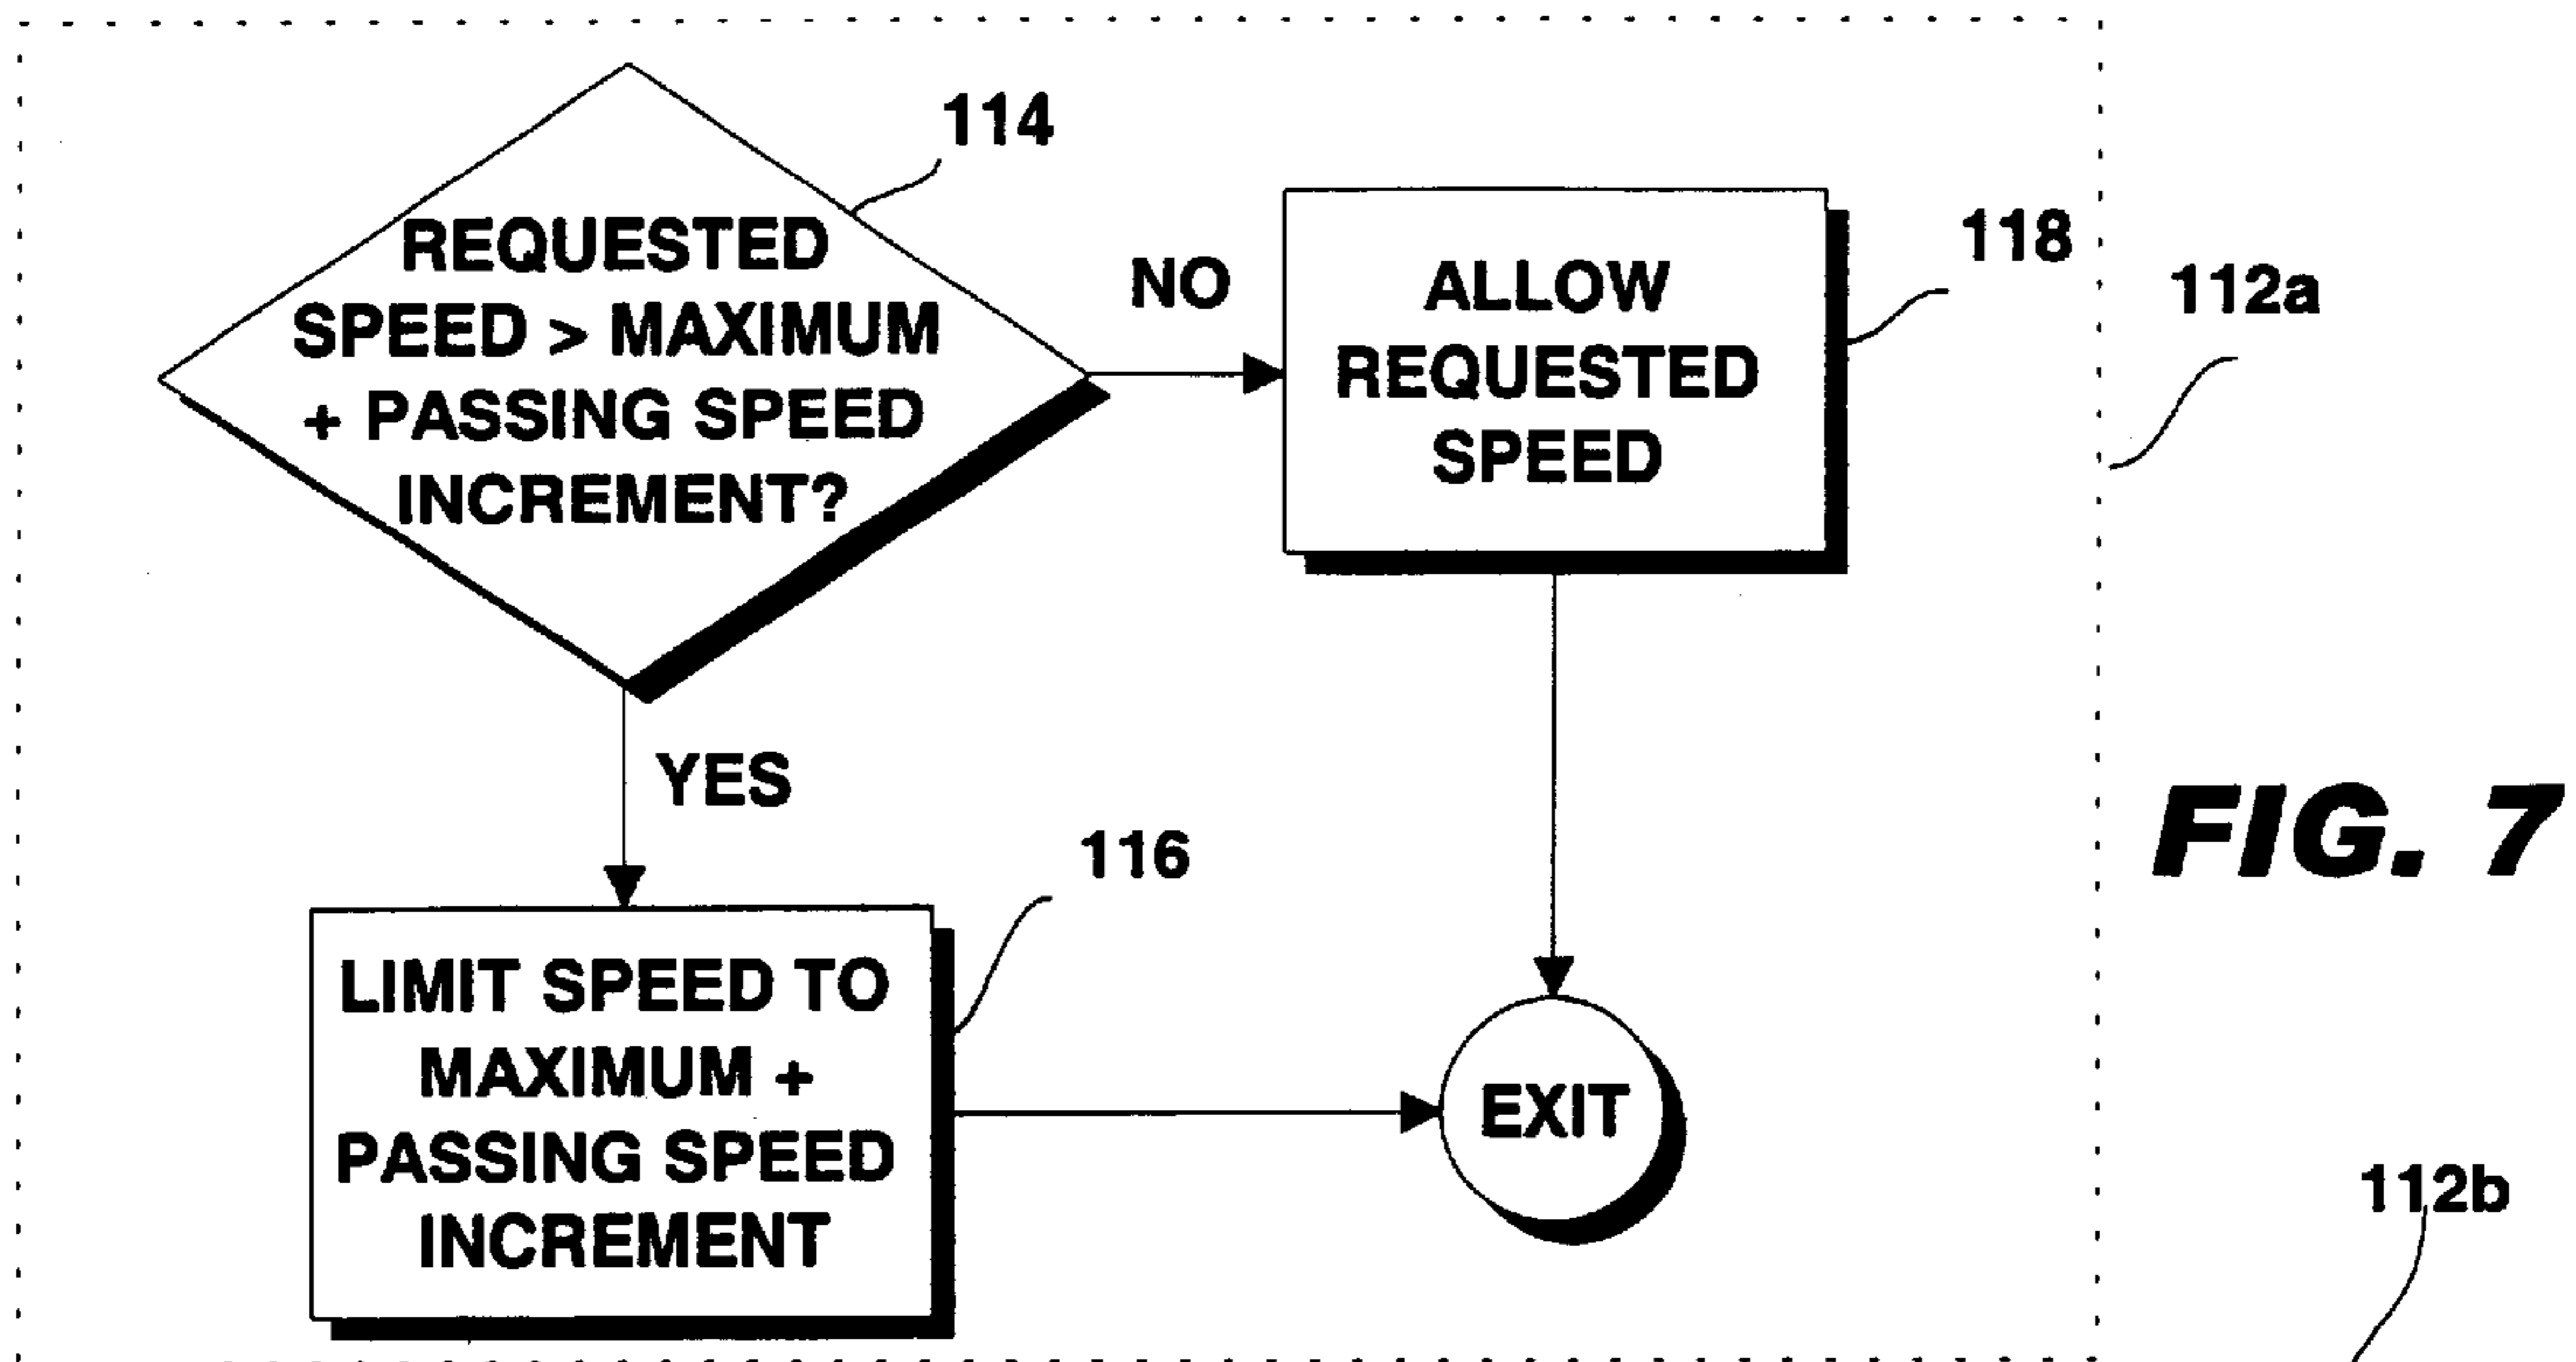 114
REQUESTED
SPEED > MAXIMUM
+ PASSING SPEED
INCREMENT?
NO
118
ALLOW
REQUESTED
SPEED
112a
YES
FIG. 7
116
LIMIT SPEED TO
MAXIMUM +
PASSING SPEED
INCREMENT
EXIT
112b